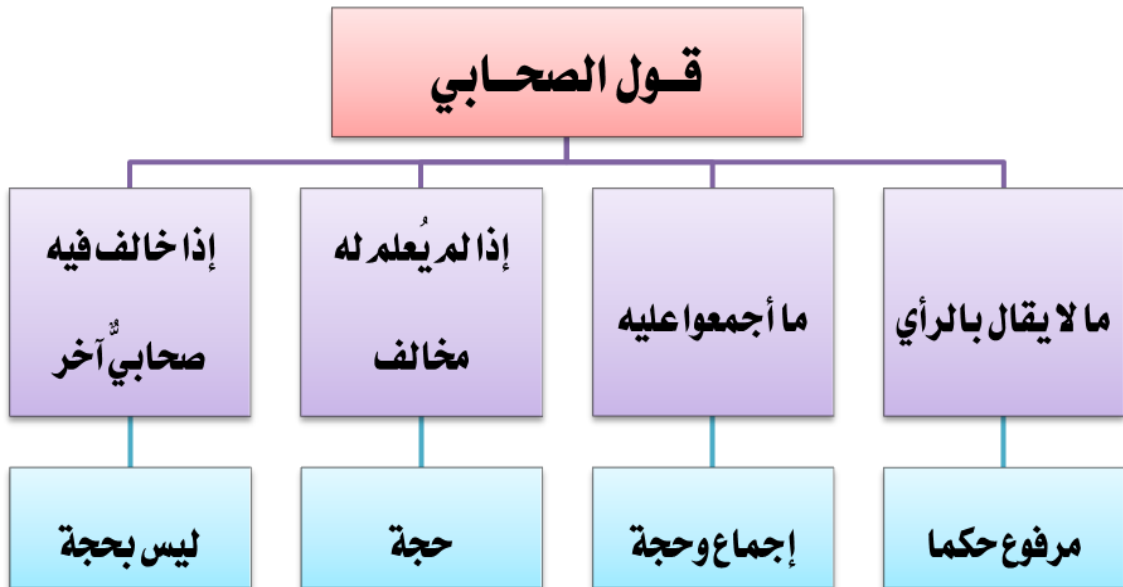 قول الصحابي
ما لا يقال بالرأي
ما أجمعوا عليه
إذا لم يُعلم له
مخالف
إذا خالف فيه
صحابيٌّ آخر
مرفوع حكما
إجماع وحجة
حجة
ليس بحجة